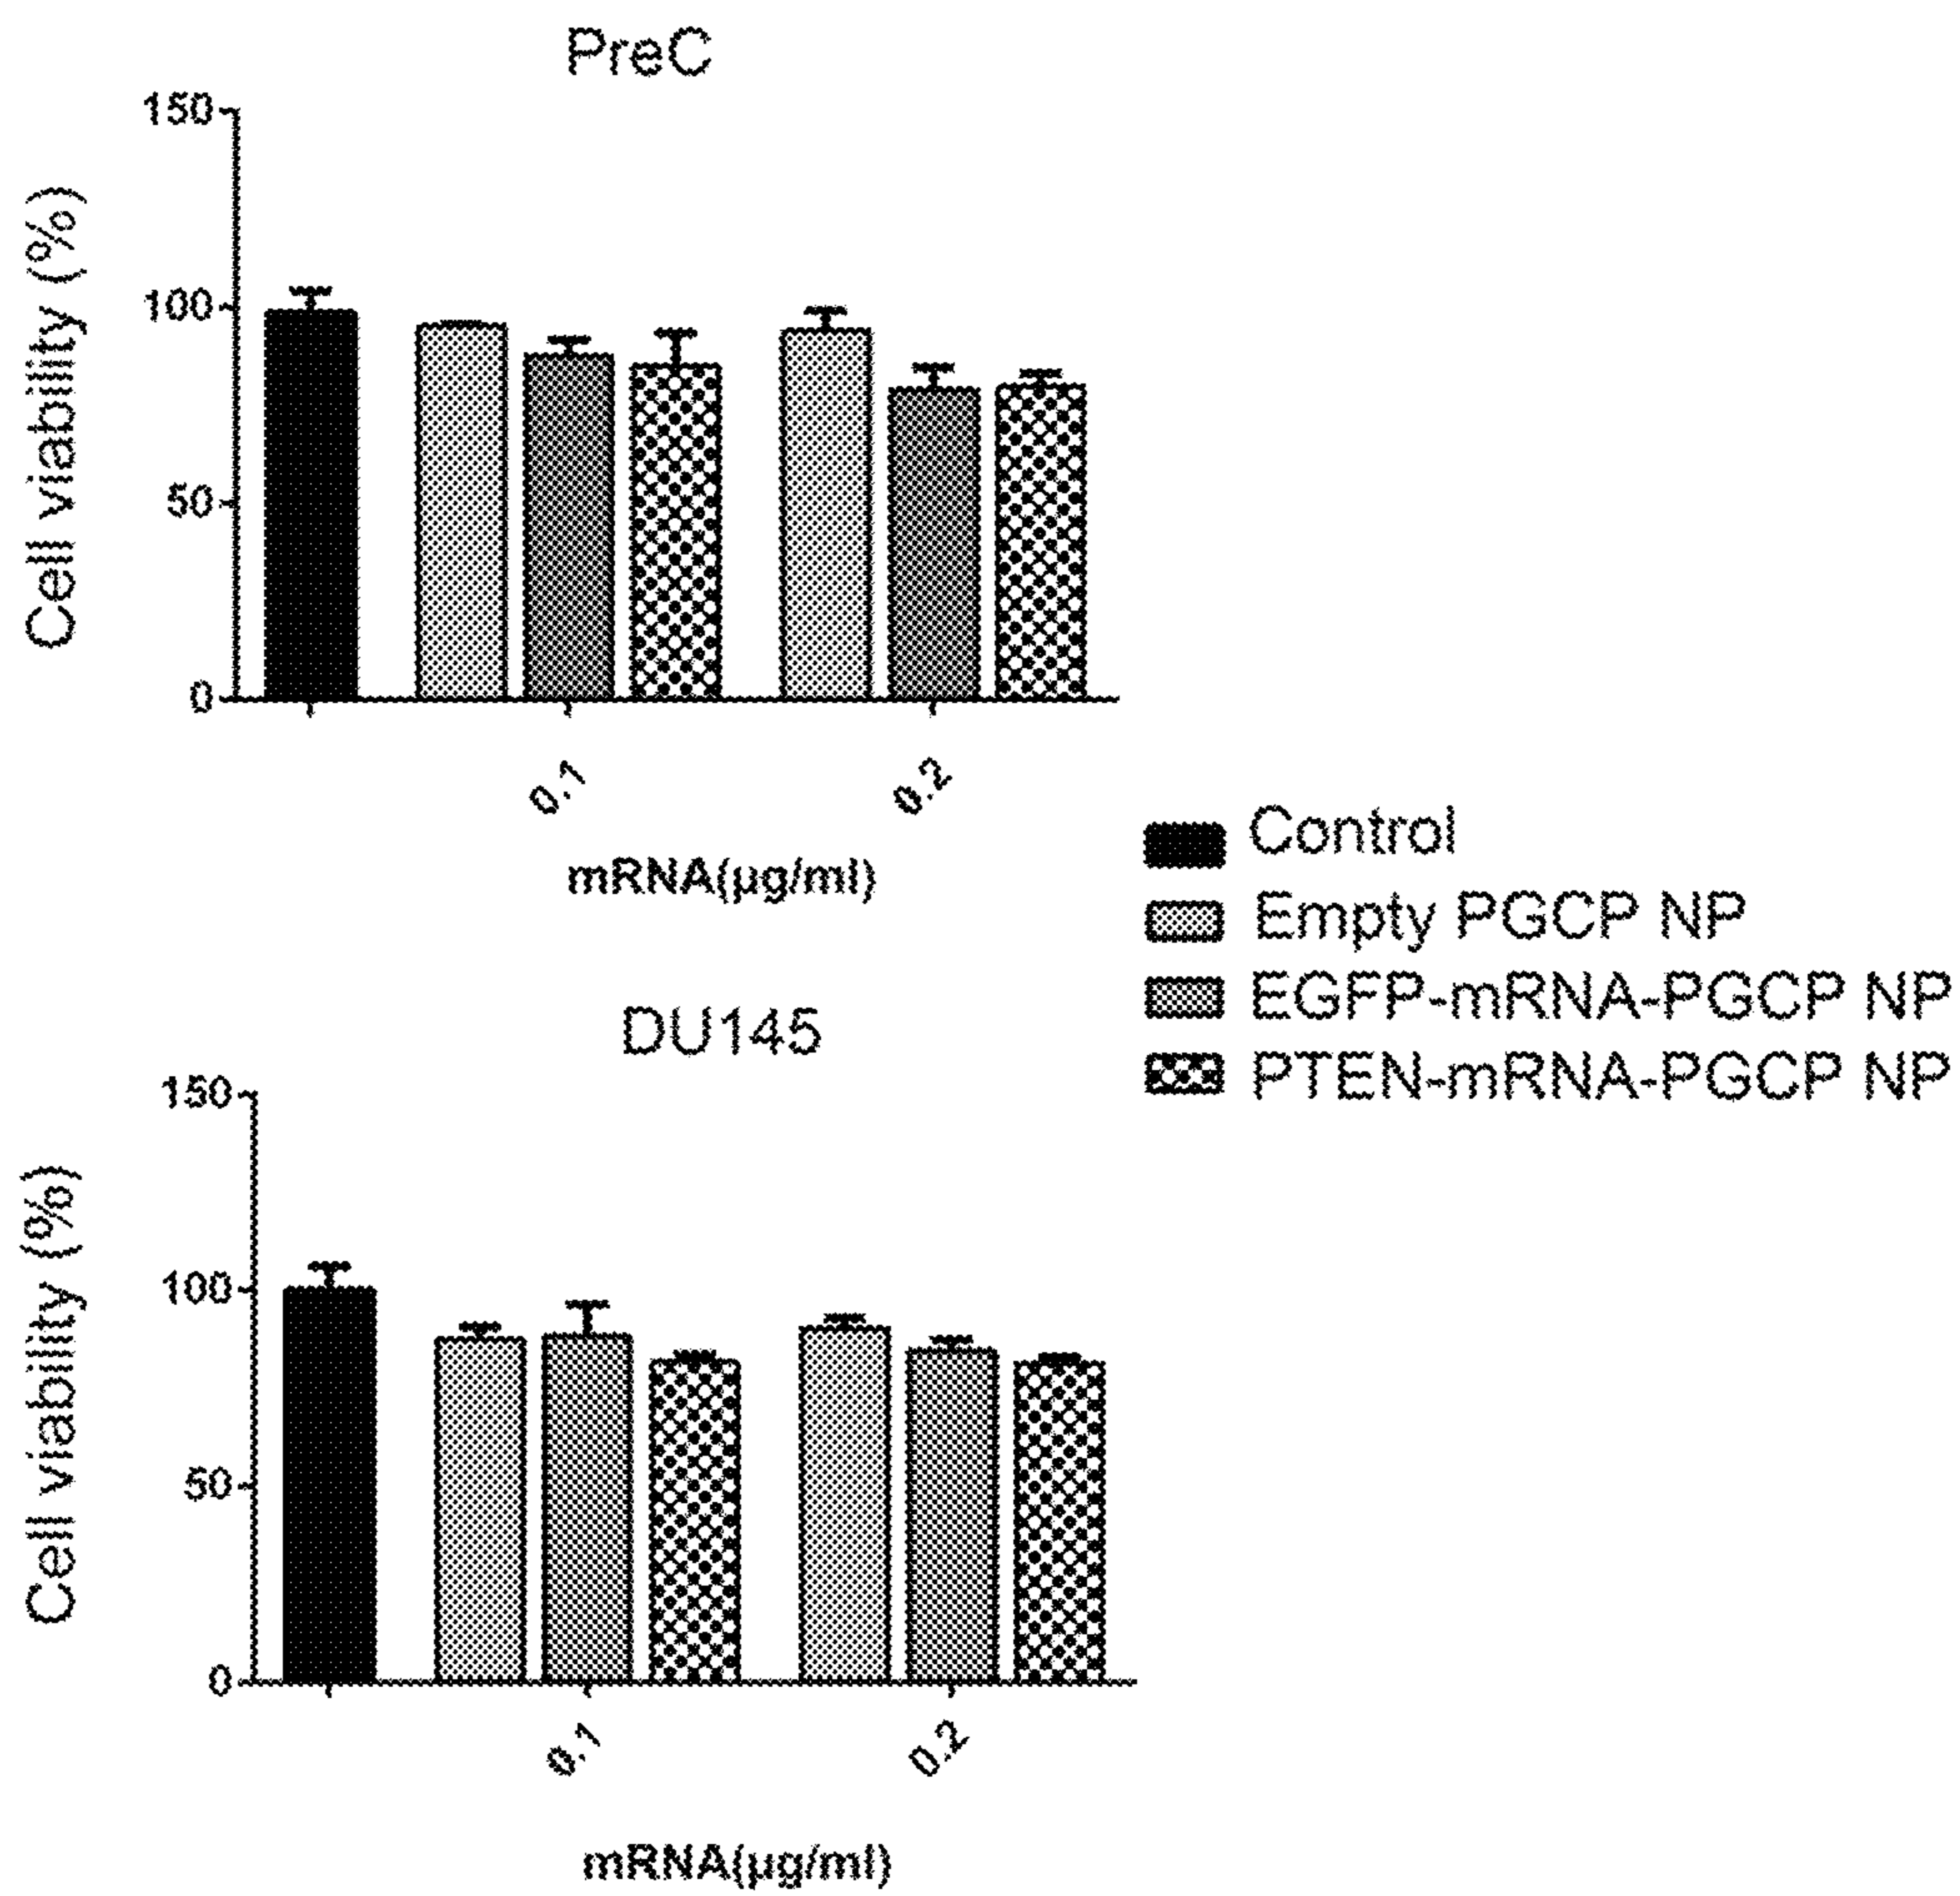 PreC
150
100
50
0
Cell viability (%)
0.1
0.2
mRNA(µg/ml)
Control
Empty PGCP NP
EGFP-mRNA-PGCP NP
PTEN-mRNA-PGCP NP
DU145
150
100
50
0
Cell viability (%)
0.1
0.2
mRNA(µg/ml)